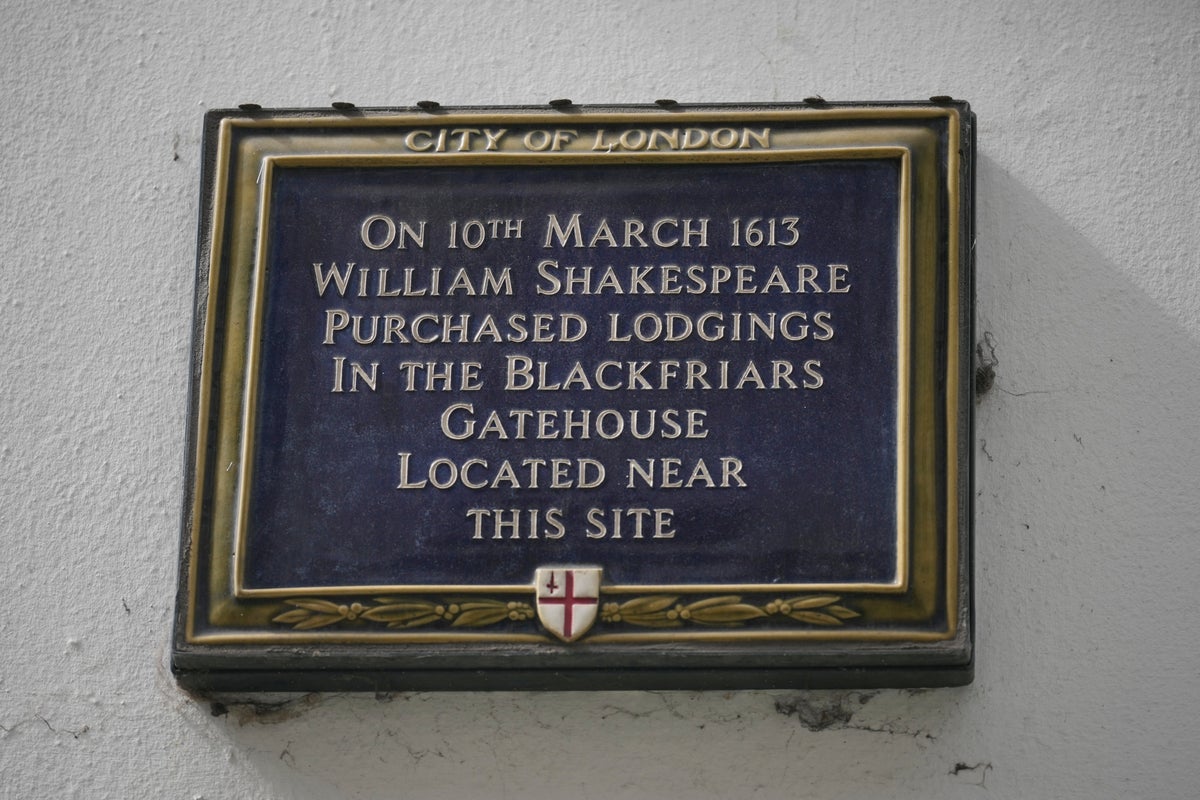 CITY OF LONDON
ON 10TH MARCH 1613
WILLIAM SHAKESPEARE
PURCHASED LODGINGS
IN THE BLACKFRIARS
GATEHOUSE
LOCATED NEAR
THIS SITE